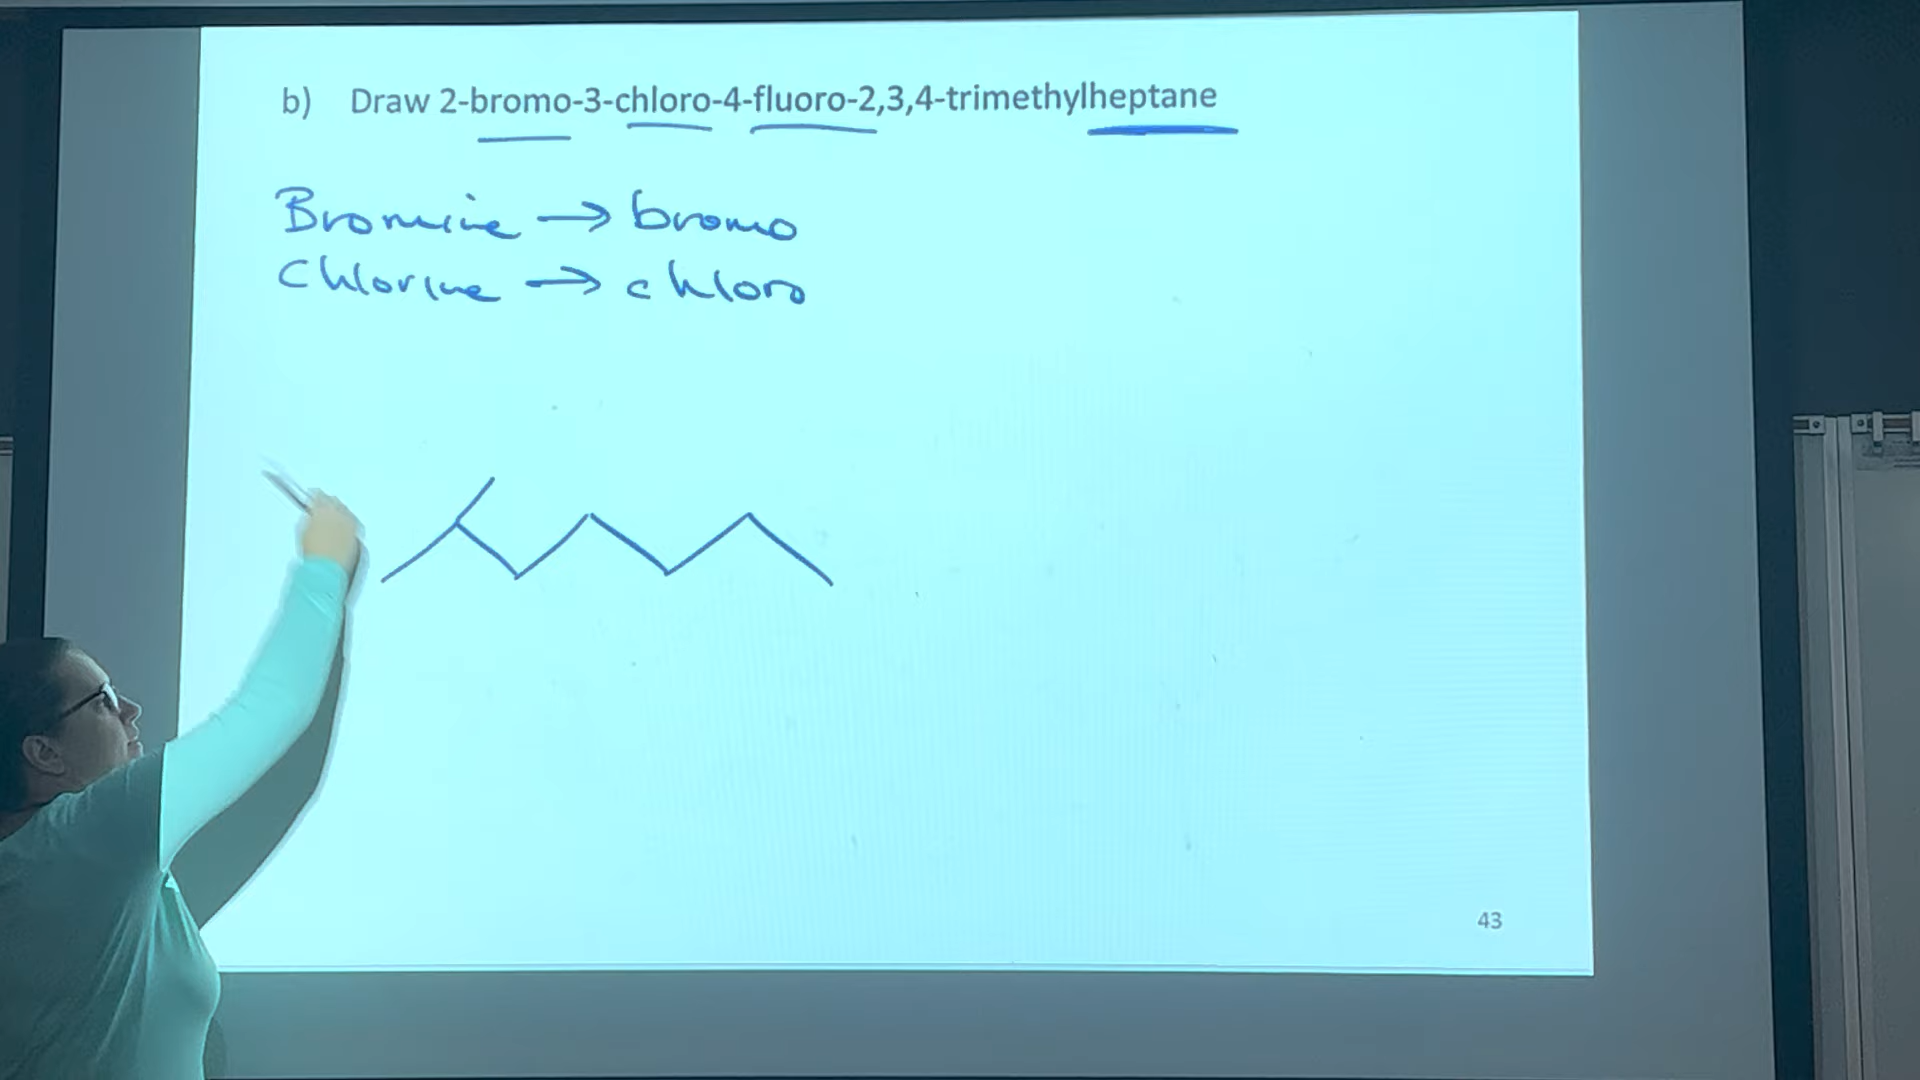 b) Draw 2-bromo-3-chloro-4-fluoro-2,3,4-trimethylheptane
Bromine → bromo
Chlorine → chloro
43